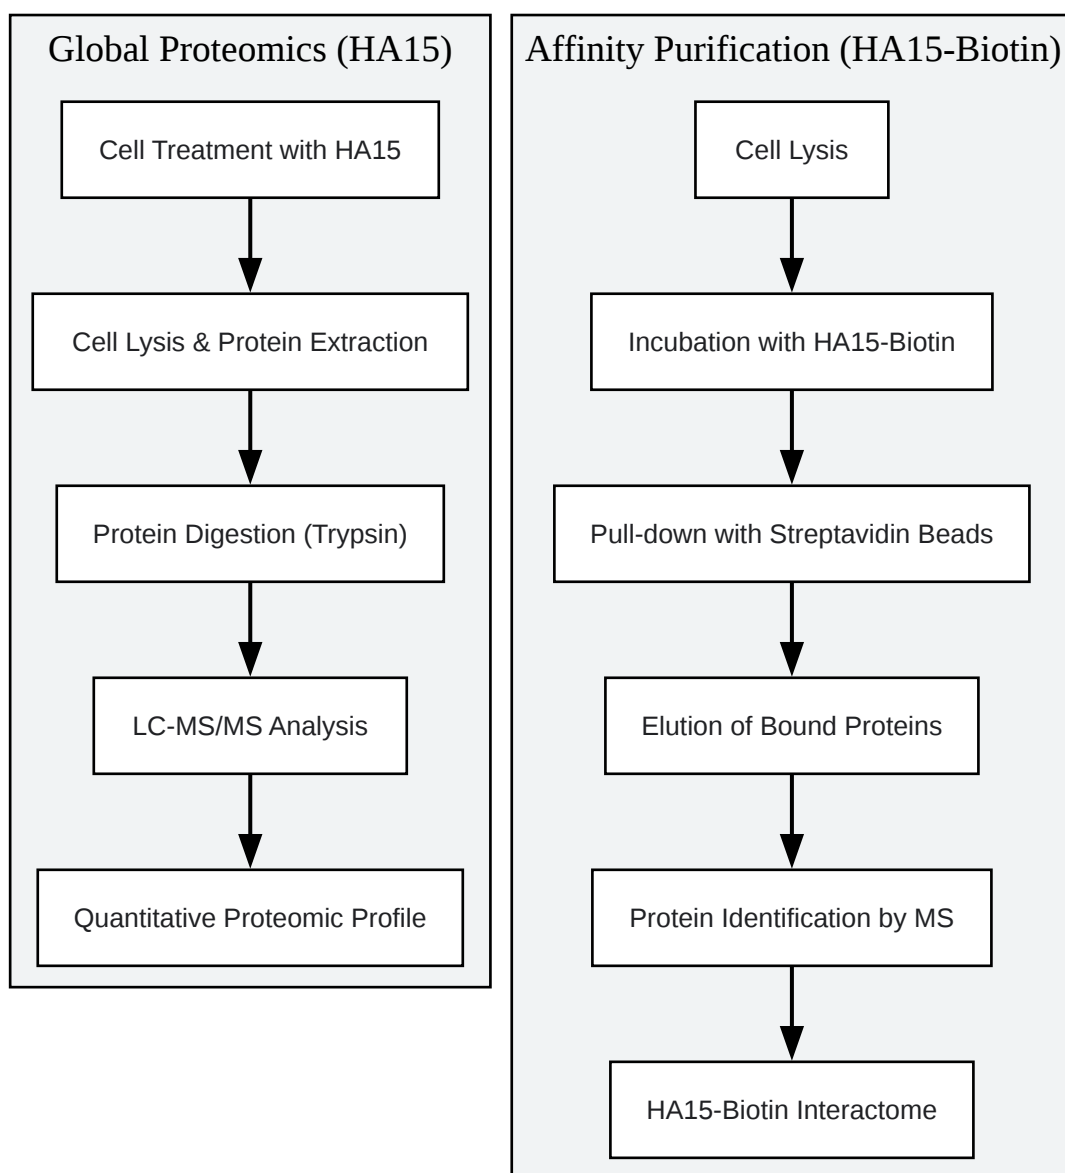 Global Proteomics (HA15)
Cell Treatment with HA15
Cell Lysis & Protein Extraction
Protein Digestion (Trypsin)
LC-MS/MS Analysis
Quantitative Proteomic Profile
Affinity Purification (HA15-Biotin)
Cell Lysis
Incubation with HA15-Biotin
Pull-down with Streptavidin Beads
Elution of Bound Proteins
Protein Identification by MS
HA15-Biotin Interactome